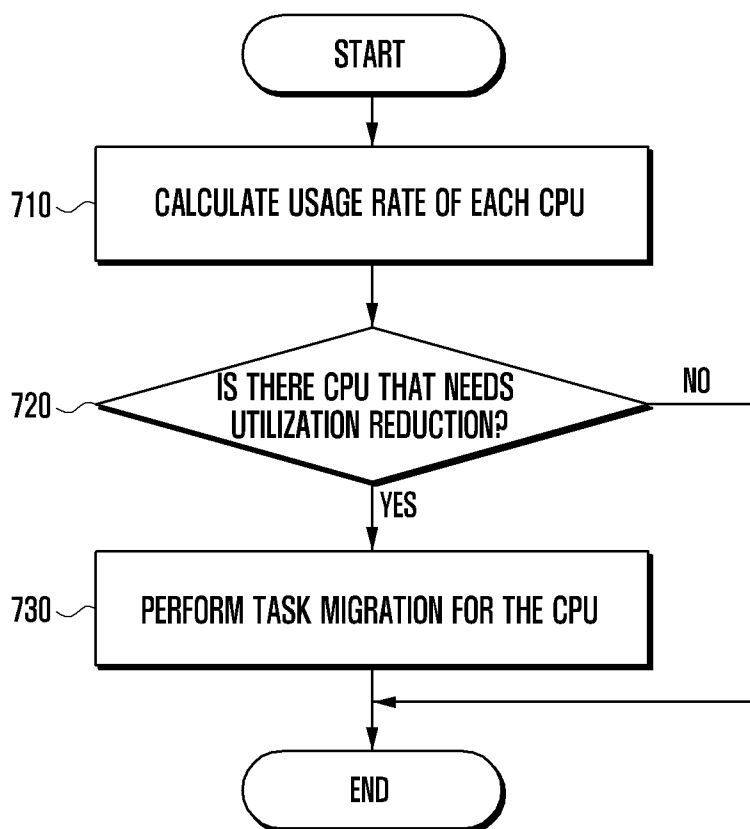 START
710
CALCULATE USAGE RATE OF EACH CPU
720
IS THERE CPU THAT NEEDS
UTILIZATION REDUCTION?
NO
YES
730
PERFORM TASK MIGRATION FOR THE CPU
END